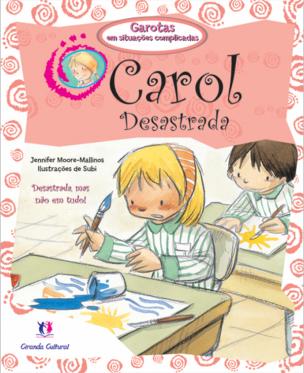 Garotas
em situações complicadas
Carol
Desastrada
Jennifer Moore-Mallinos
Ilustrações de Subi
Desastrada, mas
não em tudo!
Ciranda Cultural